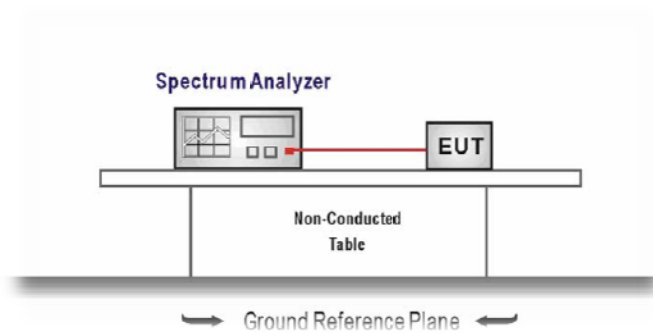 Spectrum Analyzer
EUT
Non-Conducted
Table
Ground Reference Plane